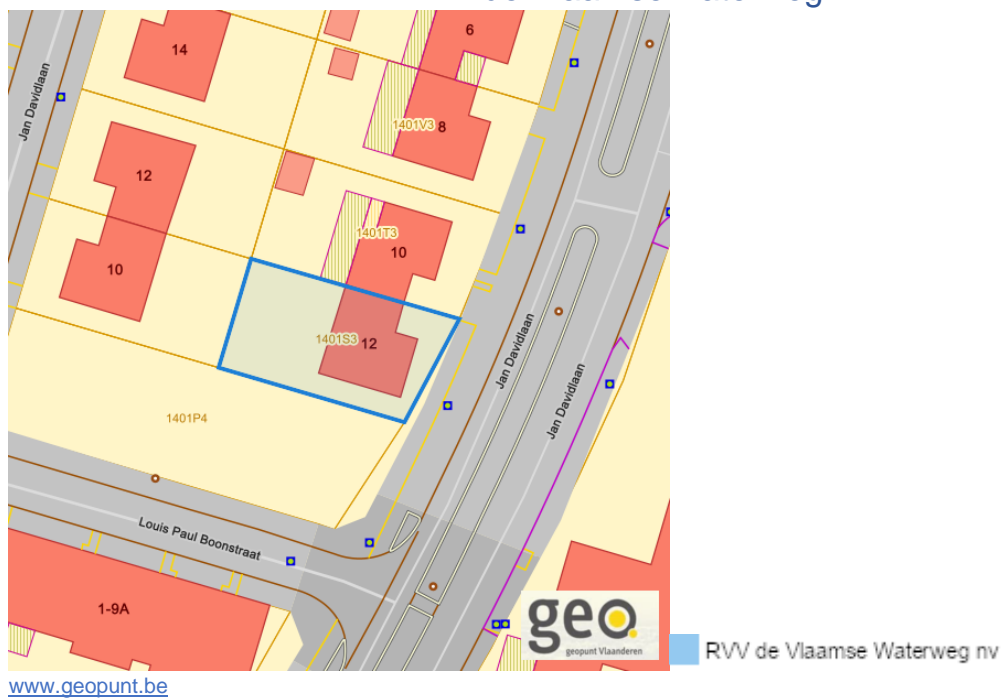 14
6
Jan Davidlaan
1401V3 8
12
1401T3
10
10
1401S3 12
Jan Davidlaan
Jan Davidlaan
1401P4
Louis Paul Boonstraat
1-9A
geo.
geopunt Vlaanderen
RVV de Vlaamse Waterweg nv
www.geopunt.be